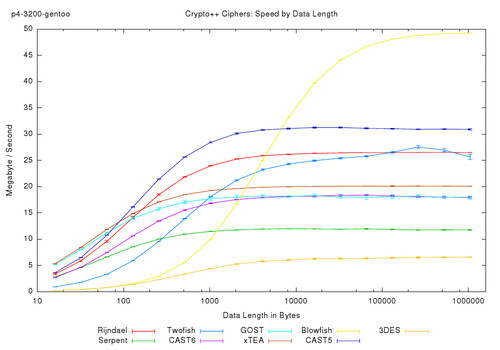 p4-3200-gentoo
Crypto++ Ciphers: Speed by Data Length
Megabyte / Second
50
45
40
35
30
25
20
15
10
5
0
10 100 1000 10000 100000 1000000
Data Length in Bytes
Rijndael Twofish GOST Blowfish 3DES
Serpent CAST6 xTEA CAST5